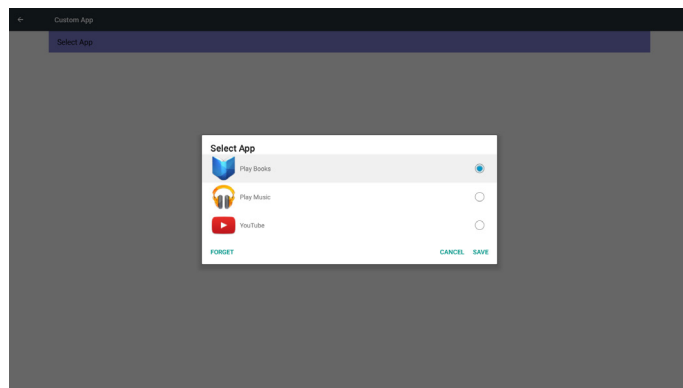 Custom App
Select App
Select App
Play Books
Play Music
YouTube
FORGET CANCEL SAVE